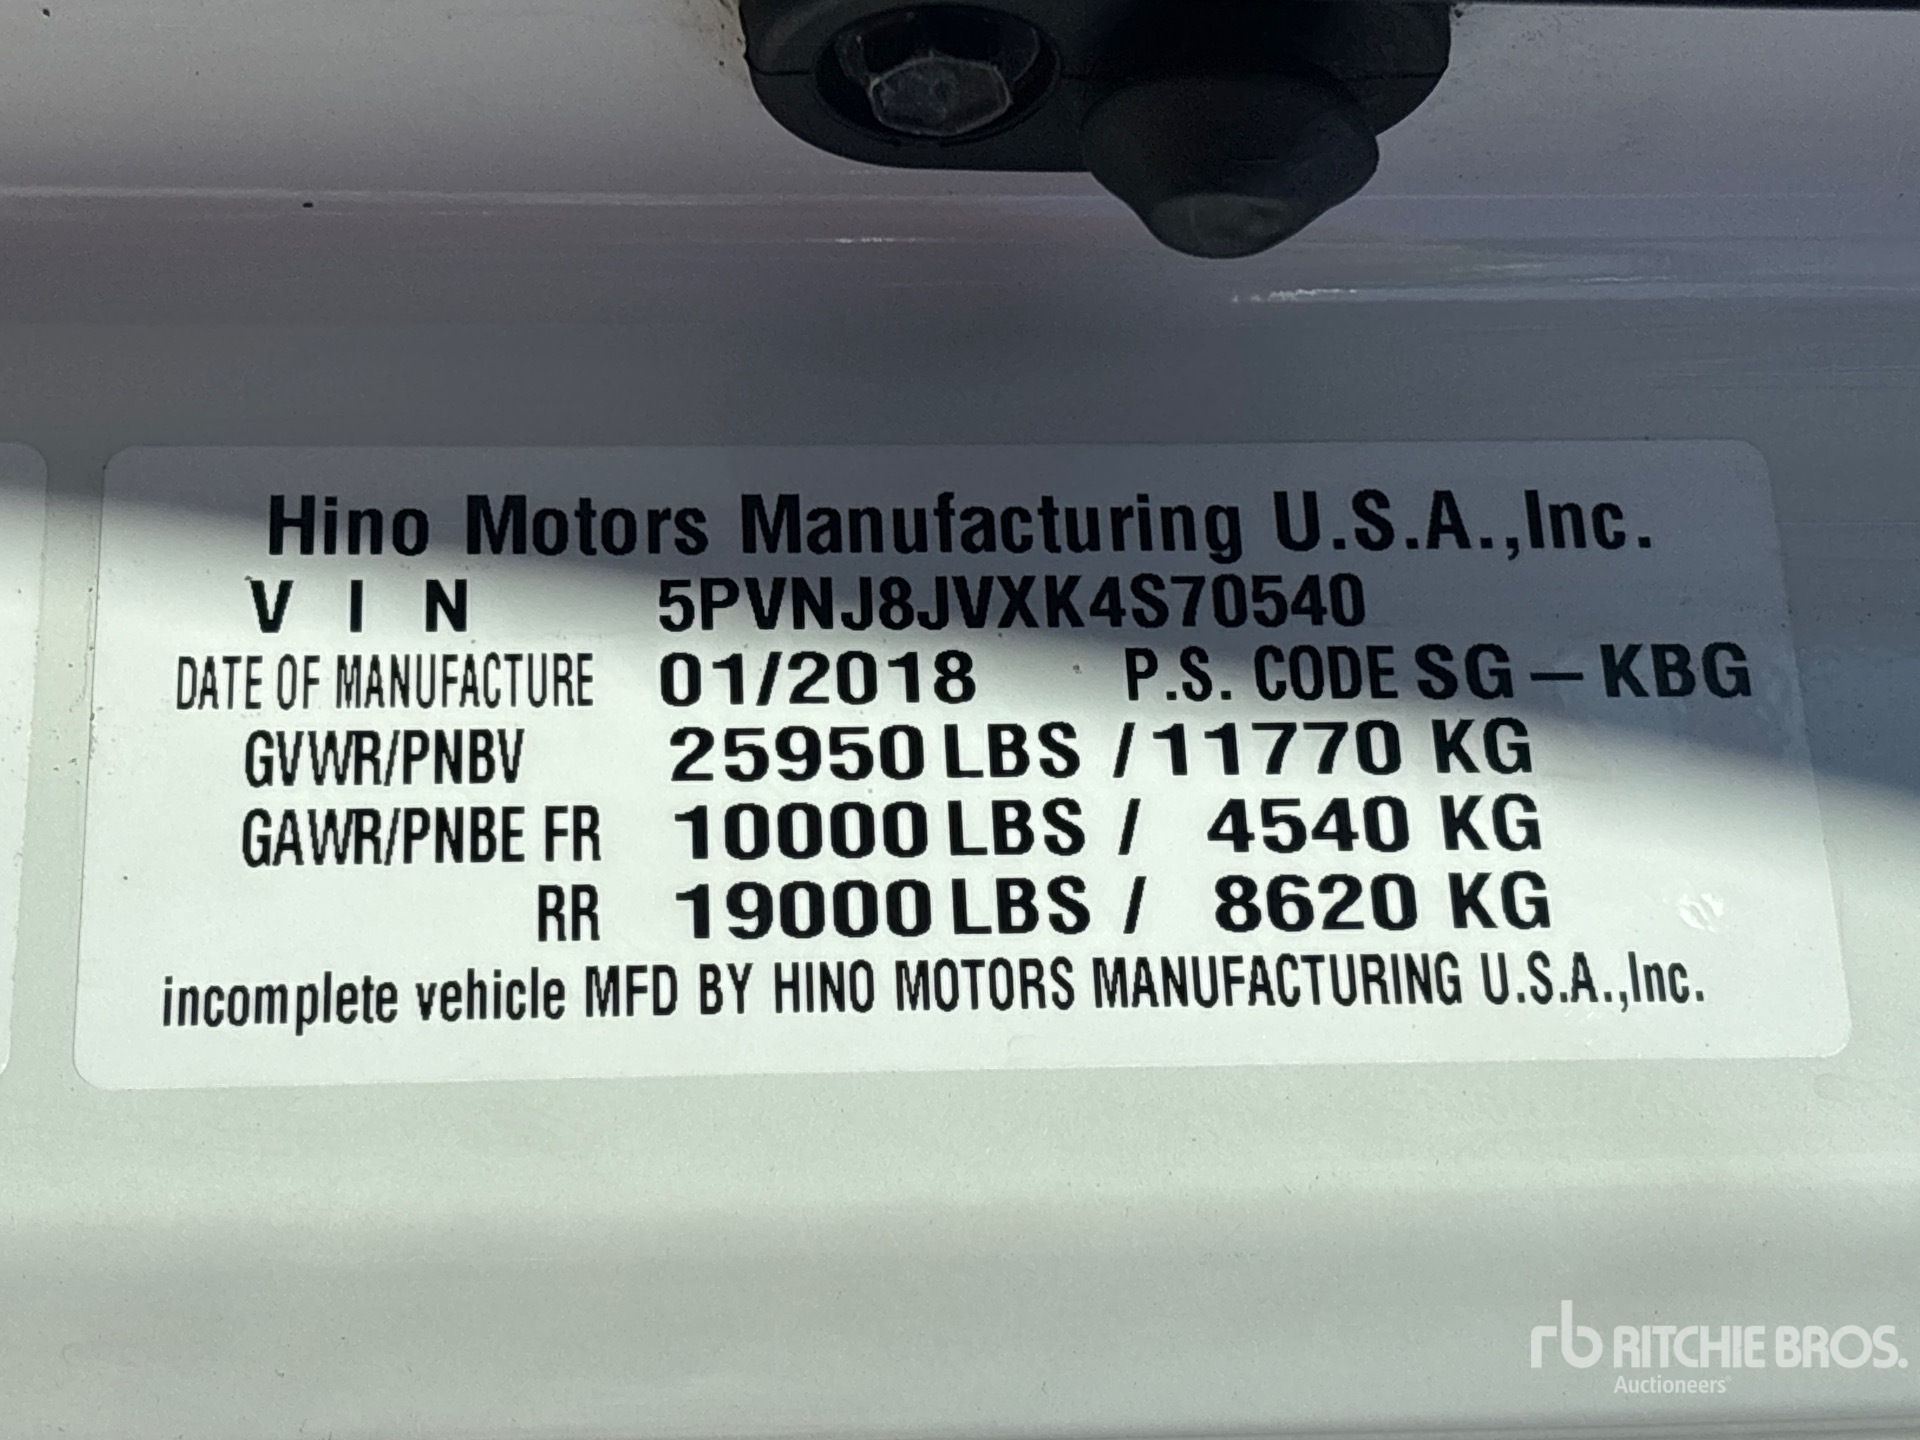 Hino Motors Manufacturing U.S.A.,Inc.
V I N 5PVNJ8JVXK4S70540
DATE OF MANUFACTURE 01/2018 P.S. CODE SG-KBG
GVWR/PNBV 25950 LBS / 11770 KG
GAWR/PNBE FR 10000 LBS / 4540 KG
RR 19000 LBS / 8620 KG
incomplete vehicle MFD BY HINO MOTORS MANUFACTURING U.S.A.,Inc.
rb RITCHIE BROS.
Auctioneers